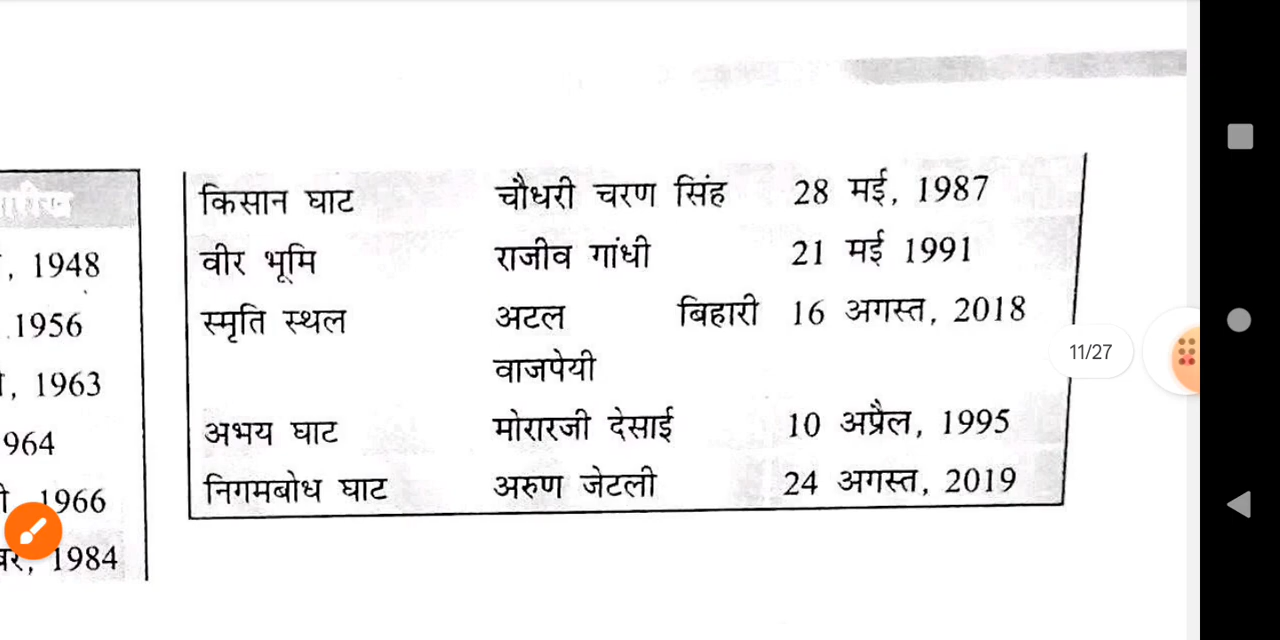 , 1948
1956
, 1963
964
1966
, 1984
किसान घाट चौधरी चरण सिंह 28 मई, 1987
वीर भूमि राजीव गांधी 21 मई 1991
स्मृति स्थल अटल बिहारी 16 अगस्त, 2018
वाजपेयी
अभय घाट मोरारजी देसाई 10 अप्रैल, 1995
निगमबोध घाट अरुण जेटली 24 अगस्त, 2019
11/27